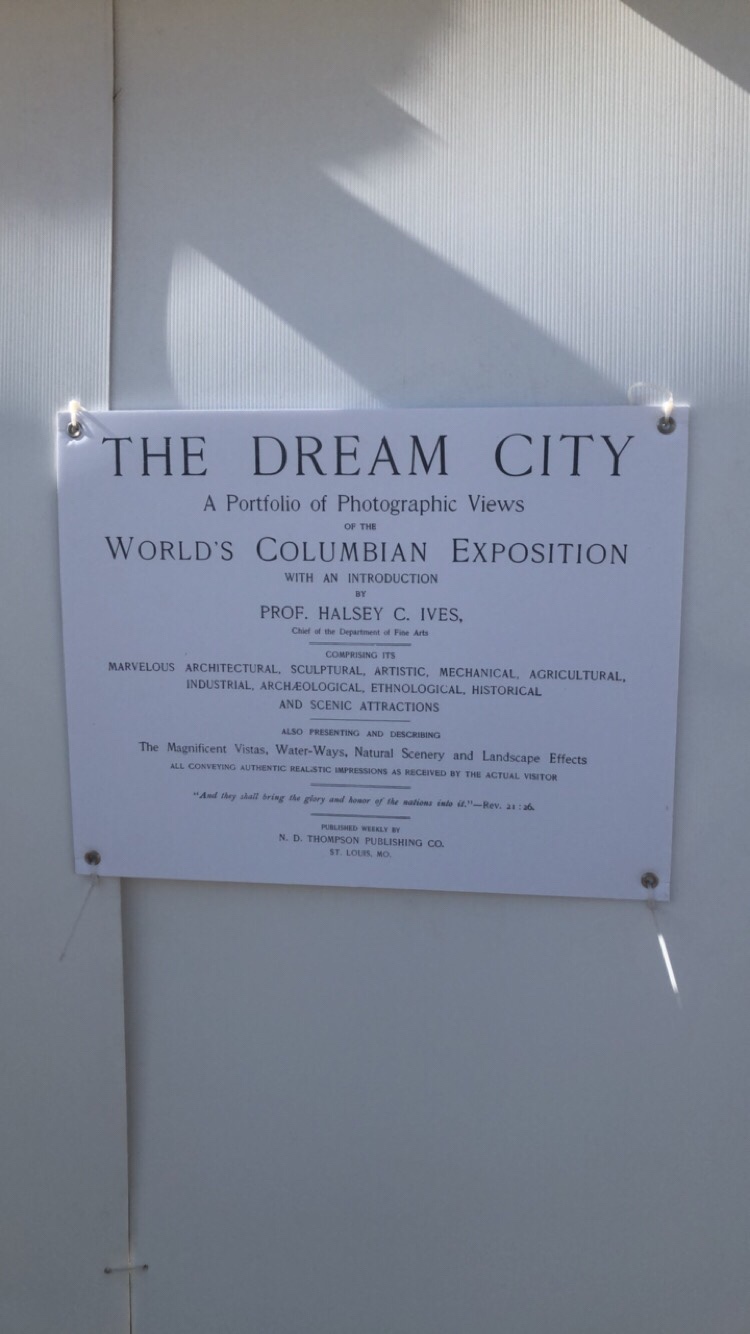 THE DREAM CITY
A Portfolio of Photographic Views
OF THE
WORLD'S COLUMBIAN EXPOSITION
WITH AN INTRODUCTION
BY
PROF. HALSEY C. IVES,
Chief of the Department of Fine Arts
COMPRISING ITS
MARVELOUS ARCHITECTURAL, SCULPTURAL, ARTISTIC, MECHANICAL, AGRICULTURAL,
INDUSTRIAL, ARCHÆOLOGICAL, ETHNOLOGICAL, HISTORICAL
AND SCENIC ATTRACTIONS
ALSO PRESENTING AND DESCRIBING
The Magnificent Vistas, Water-Ways, Natural Scenery and Landscape Effects
ALL CONVEYING AUTHENTIC REALISTIC IMPRESSIONS AS RECEIVED BY THE ACTUAL VISITOR
"And they shall bring the glory and honor of the nations into it."—Rev. 21 : 26.
PUBLISHED WEEKLY BY
N. D. THOMPSON PUBLISHING CO.
ST. LOUIS, MO.